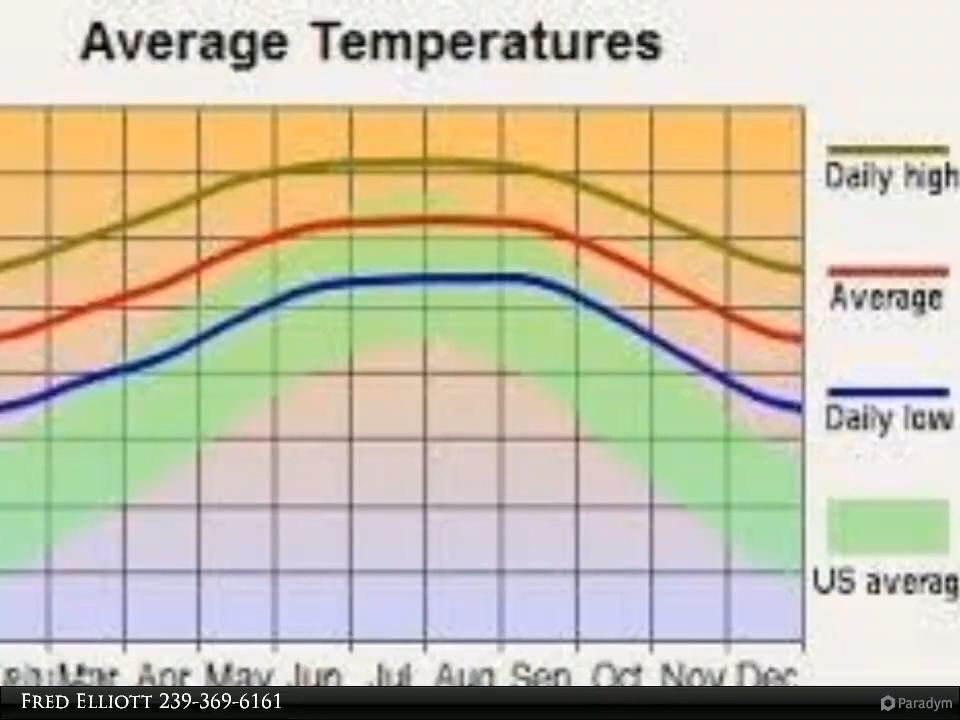 Average Temperatures
Daily high
Average
Daily low
US averag
Mar Apr May Jun Jul Aug Sep Oct Nov Dec
FRED ELLIOTT 239-369-6161
Paradym